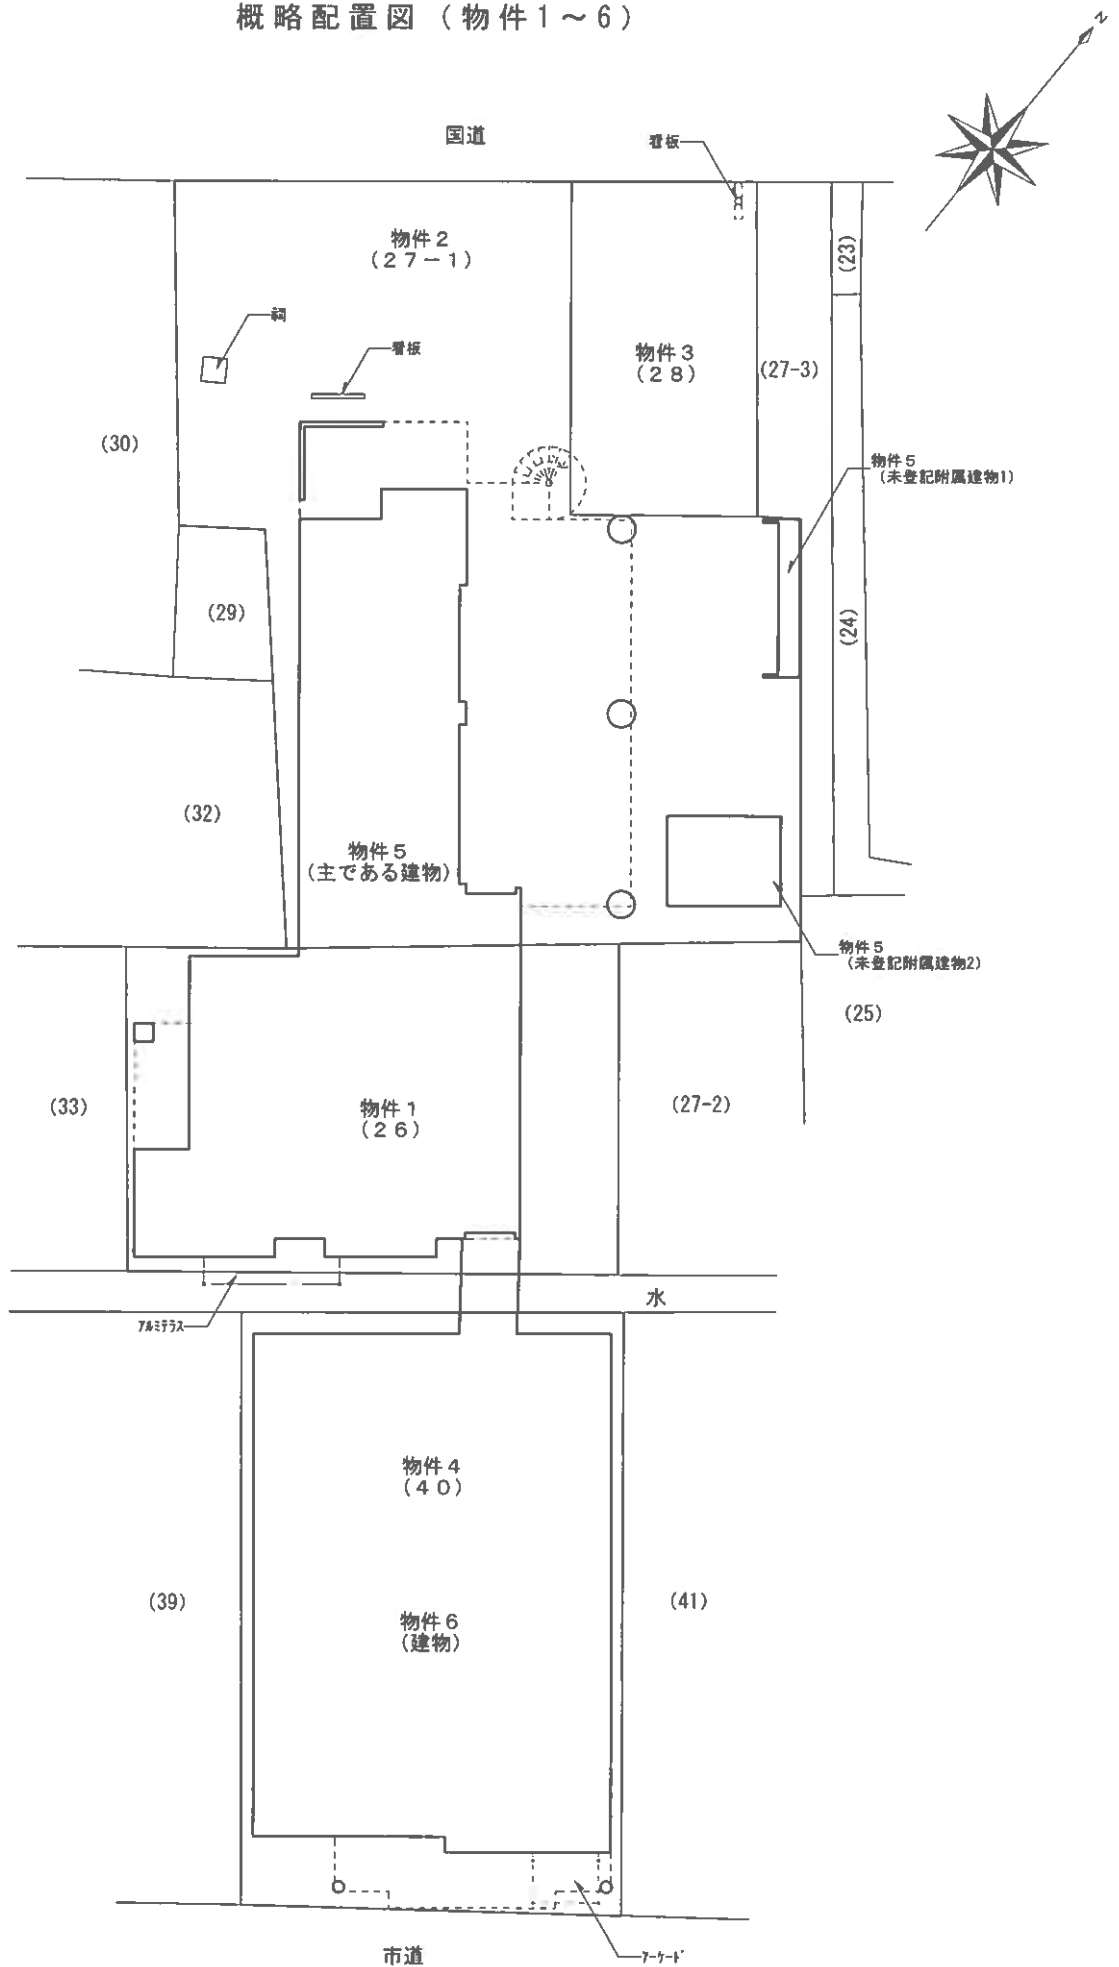 概略配置図（物件1～6）
N
国道
看板
物件2
(27-1)
(23)
祠
看板
物件3
(28)
(27-3)
(30)
物件5
(未登記附属建物1)
(29)
(24)
(32)
物件5
(主である建物)
物件5
(未登記附属建物2)
(25)
(33)
物件1
(26)
(27-2)
水
アルミテラス
物件4
(40)
(39)
物件6
(建物)
(41)
市道
アーケード